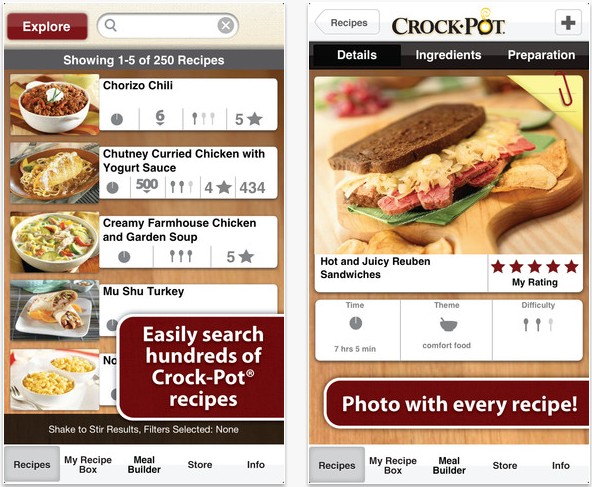 Explore
Showing 1-5 of 250 Recipes
Chorizo Chili
6
5
Chutney Curried Chicken with
Yogurt Sauce
500
4
434
Creamy Farmhouse Chicken
and Garden Soup
5
Mu Shu Turkey
No
Easily search
hundreds of
Crock-Pot®
recipes
Shake to Stir Results, Filters Selected: None
Recipes
My Recipe
Box
Meal
Builder
Store
Info
Recipes
CROCK•POT
Details
Ingredients
Preparation
Hot and Juicy Reuben
Sandwiches
My Rating
Time
7 hrs 5 min
Theme
comfort food
Difficulty
Photo with every recipe!
Recipes
My Recipe
Box
Meal
Builder
Store
Info